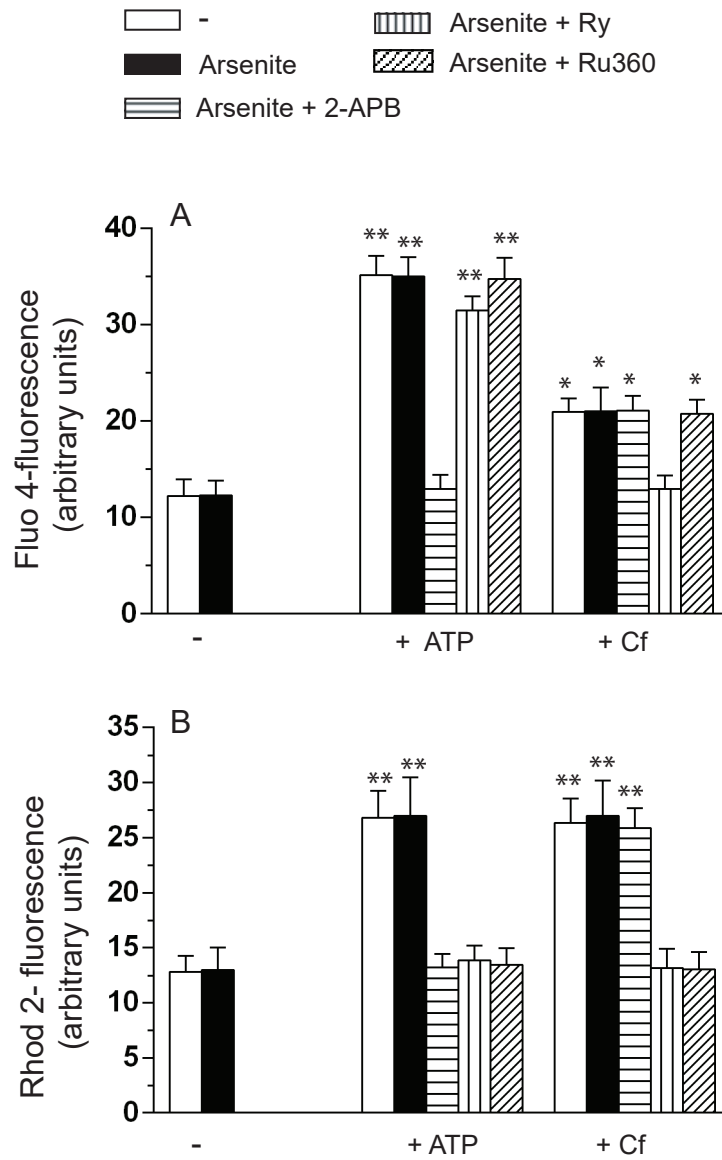 -
Arsenite
Arsenite + 2-APB
Arsenite + Ry
Arsenite + Ru360
A
Fluo 4-fluorescence
(arbitrary units)
40
30
20
10
0
** ** ** **
* * * *
- + ATP + Cf
B
Rhod 2- fluorescence
(arbitrary units)
35
30
25
20
15
10
5
0
** ** ** ** **
- + ATP + Cf